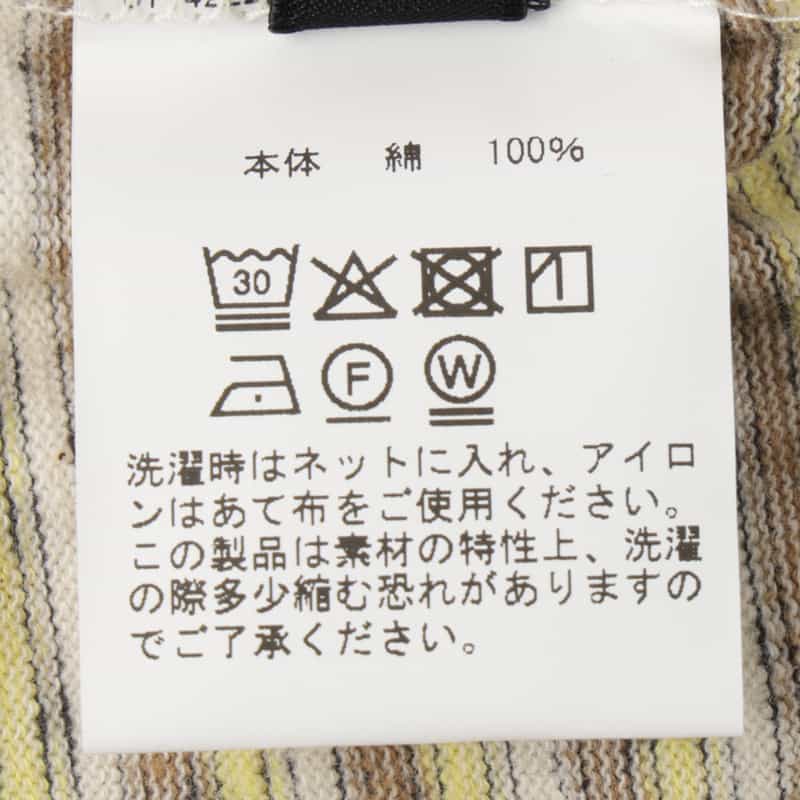 本体 綿 100%
30
F W
洗濯時はネットに入れ、アイロ
ンはあて布をご使用ください。
この製品は素材の特性上、洗濯
の際多少縮む恐れがありますの
でご了承ください。